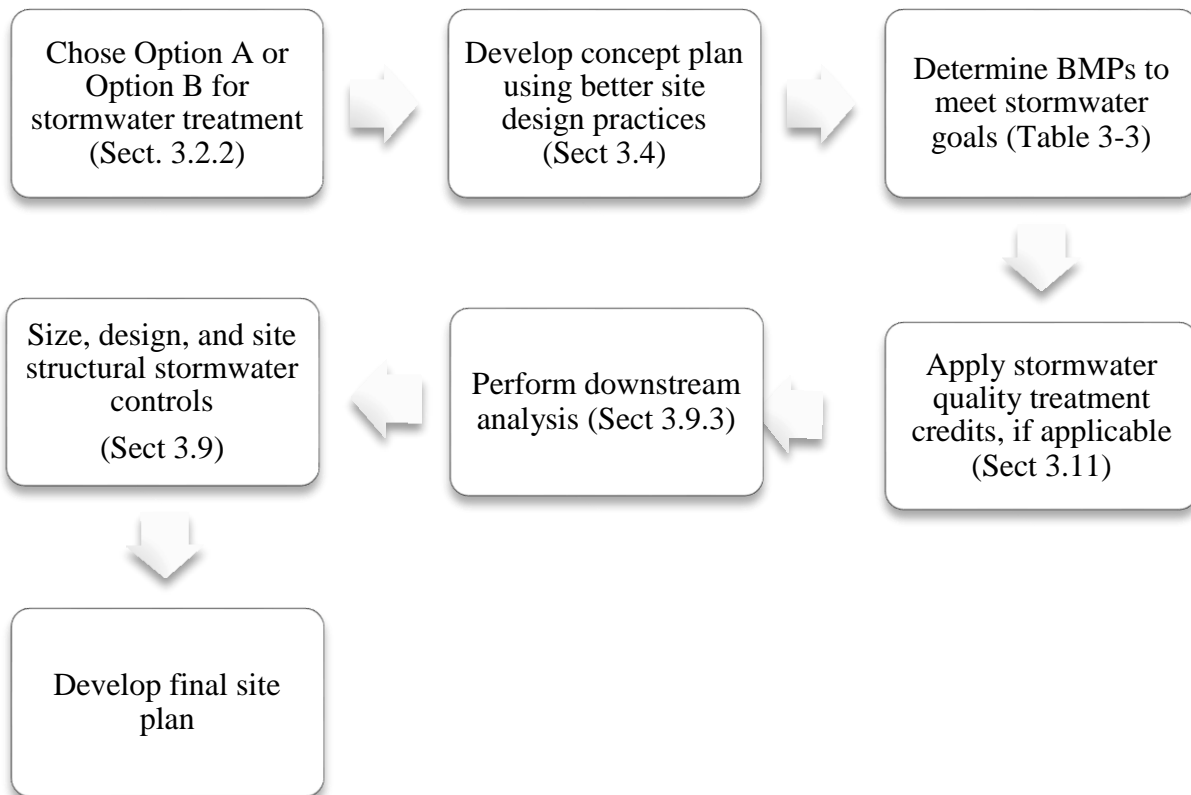 Chose Option A or
Option B for
stormwater treatment
(Sect. 3.2.2)
Develop concept plan
using better site
design practices
(Sect 3.4)
Determine BMPs to
meet stormwater
goals (Table 3-3)
Apply stormwater
quality treatment
credits, if applicable
(Sect 3.11)
Perform downstream
analysis (Sect 3.9.3)
Size, design, and site
structural stormwater
controls
(Sect 3.9)
Develop final site
plan